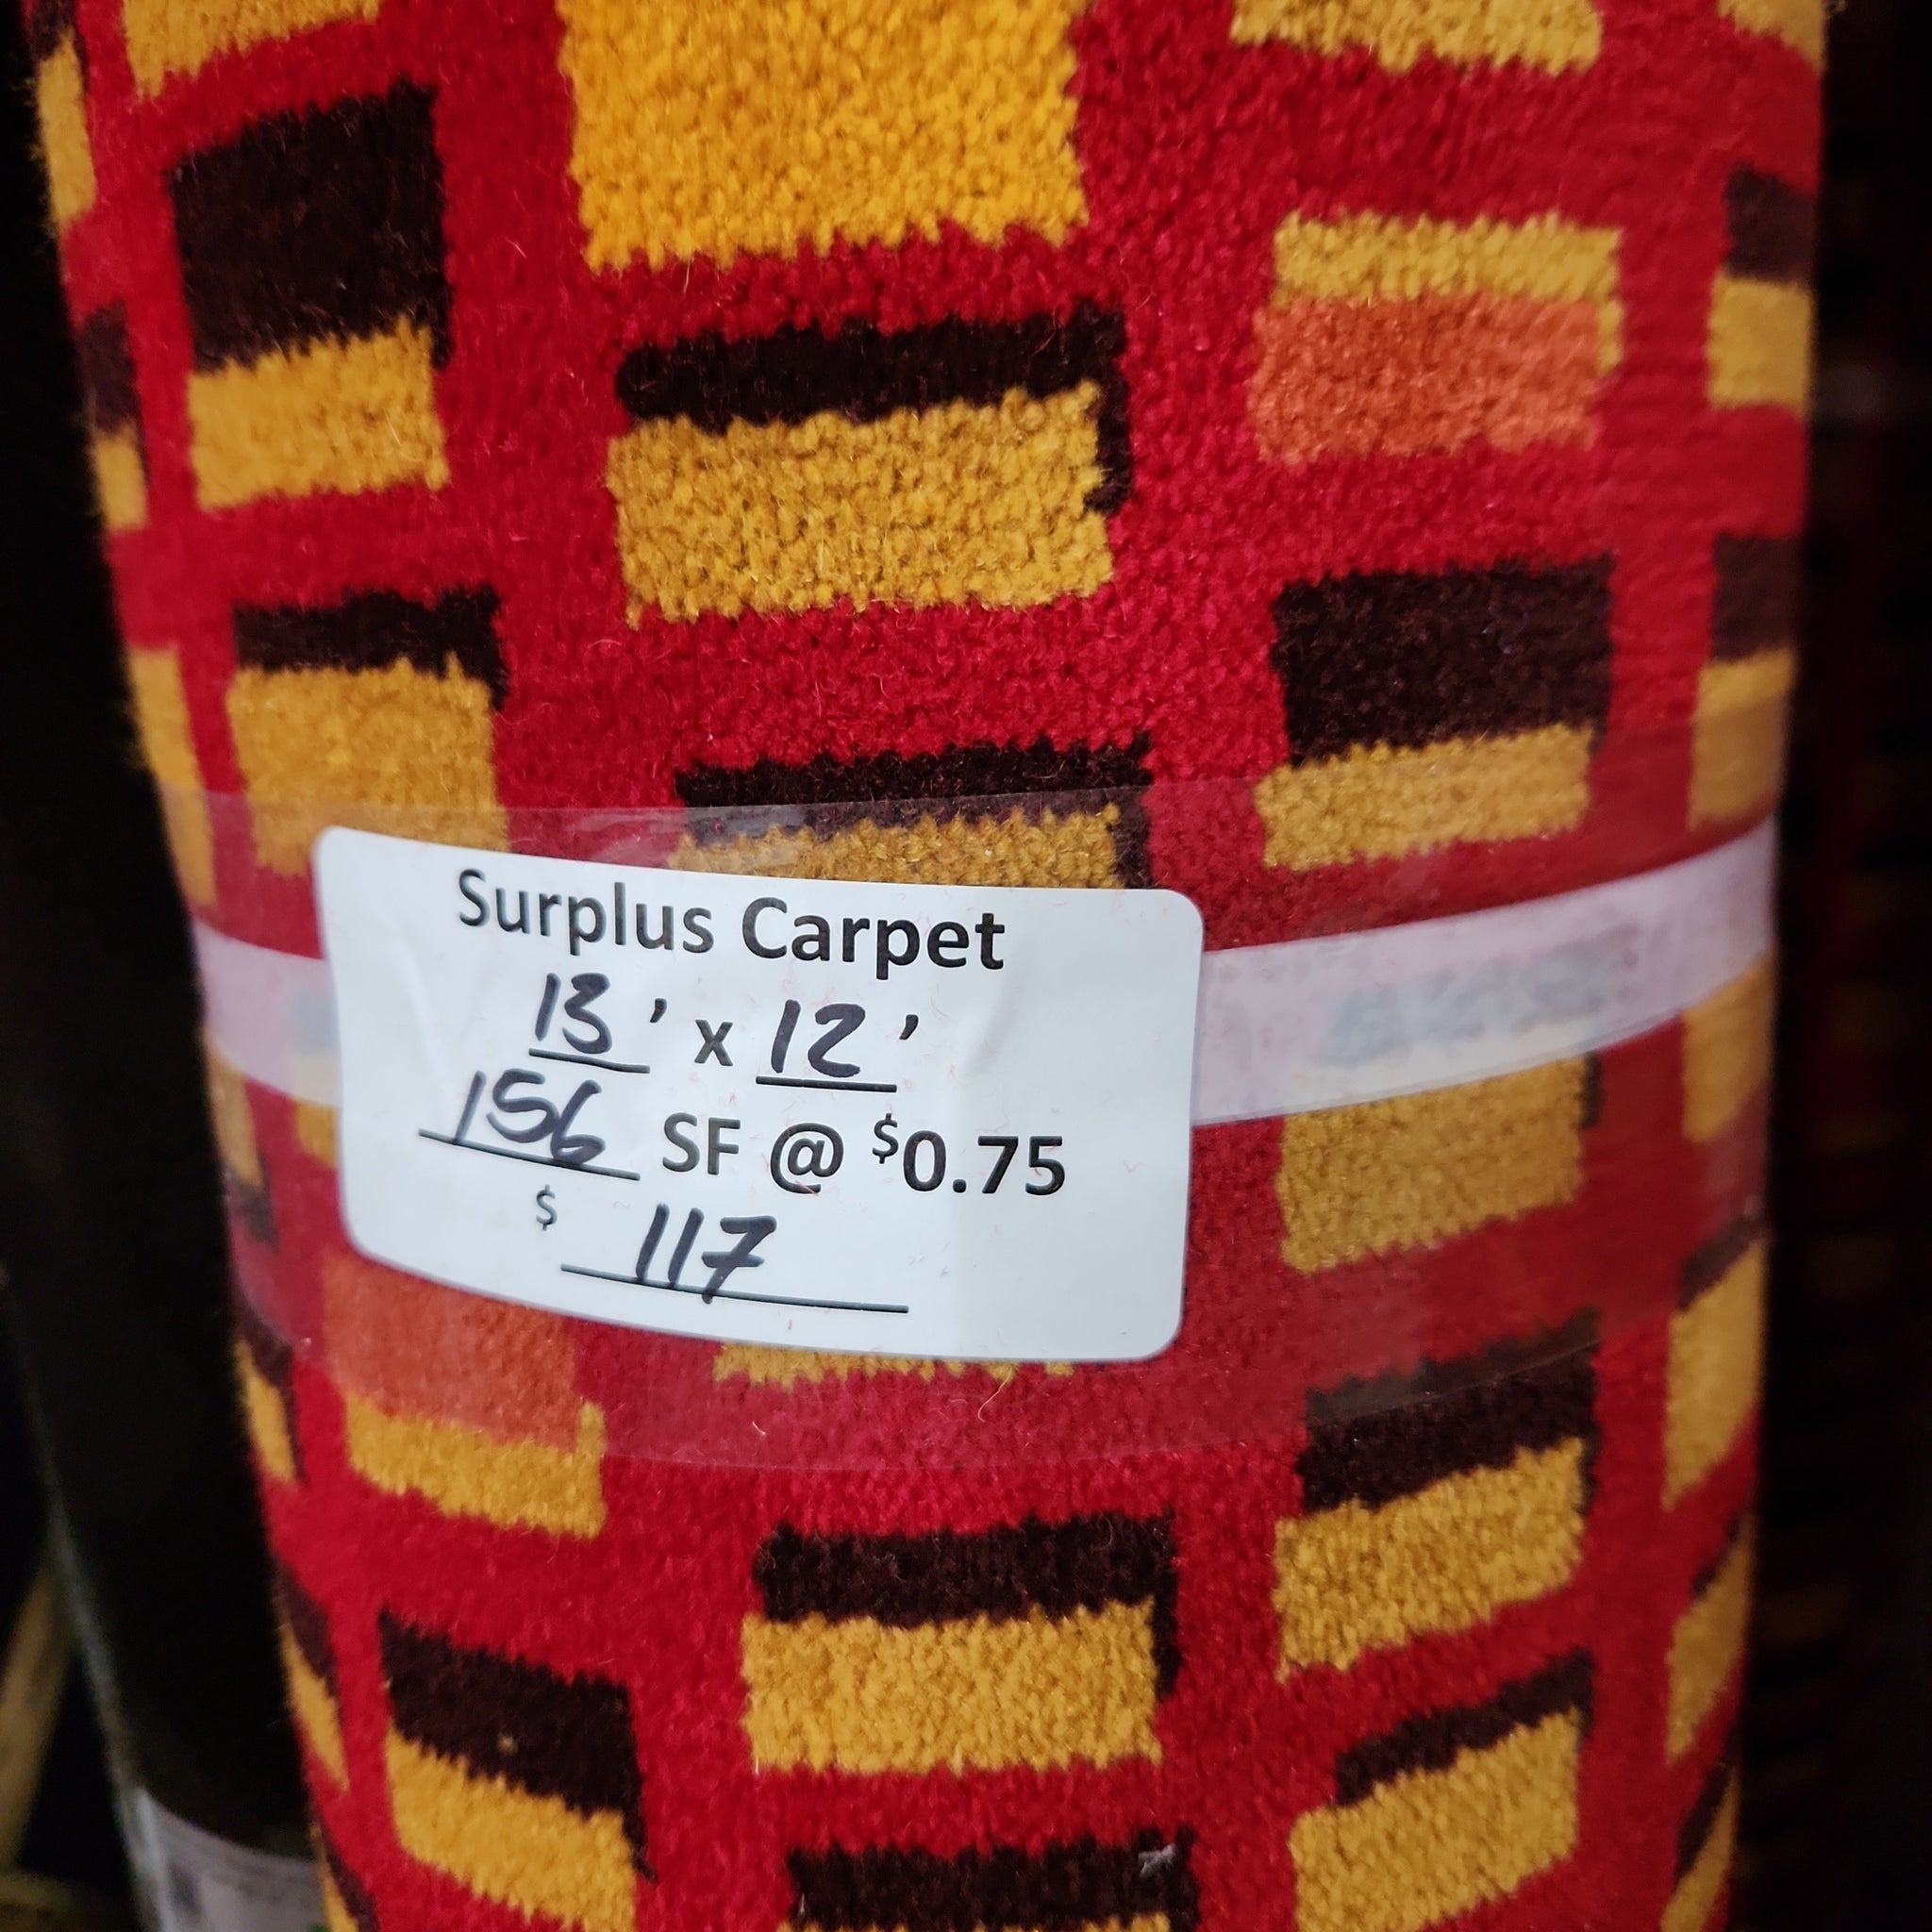 Surplus Carpet
13' x 12'
156 SF @ $0.75
$ 117